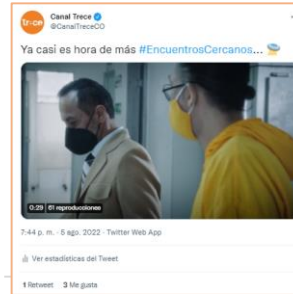 tr3ce
Canal Trece
@CanalTreceCO
Ya casi es hora de más #EncuentrosCercanos...
0:29 61 reproducciones
7:44 p. m. · 5 ago. 2022 · Twitter Web App
Ver estadísticas del Tweet
1 Retweet 3 Me gusta